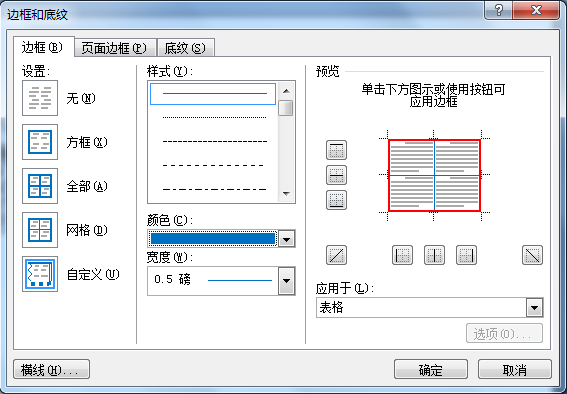 边框和底纹
边框(B)
页面边框(P)
底纹(S)
设置:
无(N)
方框(X)
全部(A)
网格(D)
自定义(U)
样式(Y):
颜色(C):
宽度(W):
0.5 磅
预览
单击下方图示或使用按钮可
应用边框
应用于(L):
表格
选项(O)...
横线(H)...
确定
取消